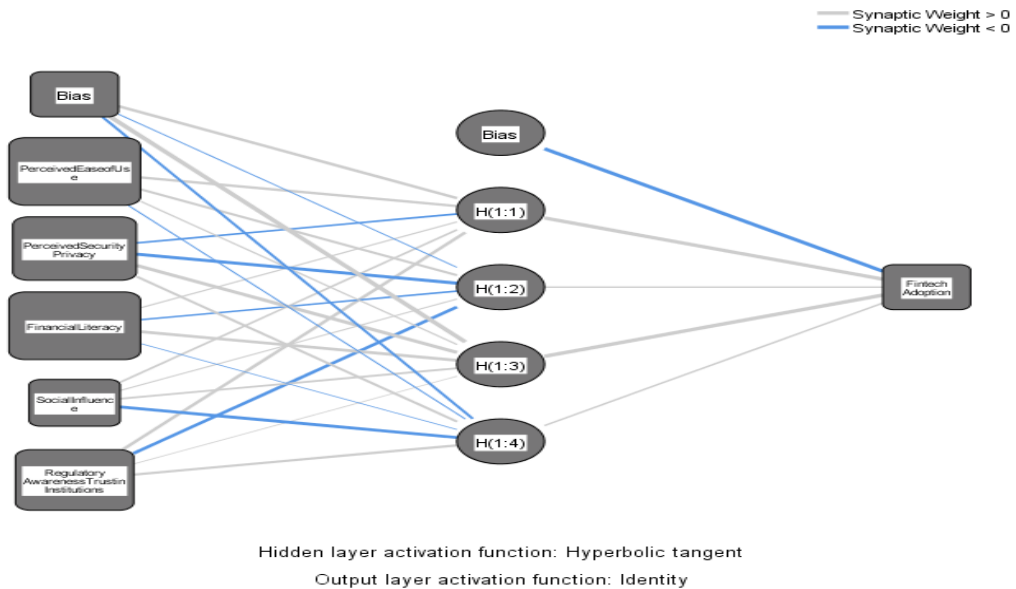 Synaptic Weight > 0
Synaptic Weight < 0
Bias
PerceivedEaseofUs
e
PerceivedSecurity
Privacy
FinancialLiteracy
SocialInfluenc
e
Regulatory
AwarenessTrustin
Institutions
Bias
H(1:1)
H(1:2)
H(1:3)
H(1:4)
Fintech
Adoption
Hidden layer activation function: Hyperbolic tangent
Output layer activation function: Identity